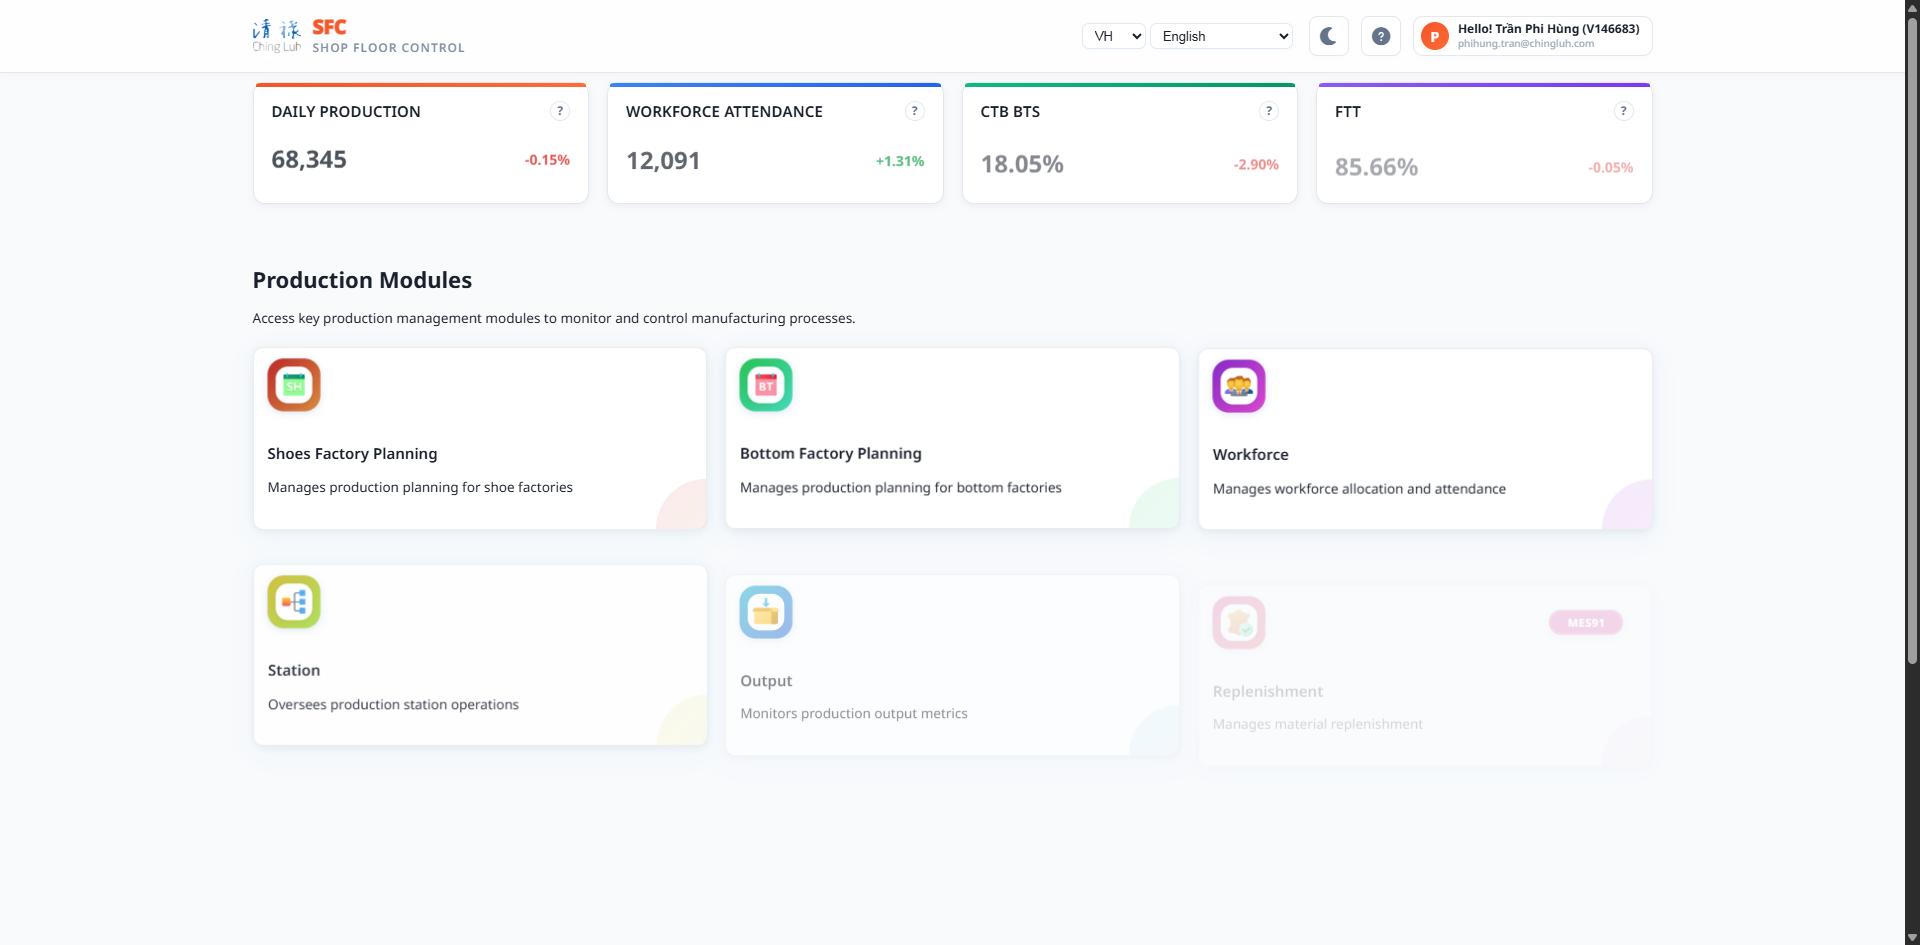 清祿
Ching Luh
SFC
SHOP FLOOR CONTROL
VH
English
?
P
Hello! Trần Phi Hùng (V146683)
phihung.tran@chingluh.com
DAILY PRODUCTION
?
68,345
-0.15%
WORKFORCE ATTENDANCE
?
12,091
+1.31%
CTB BTS
?
18.05%
-2.90%
FTT
?
85.66%
-0.05%
Production Modules
Access key production management modules to monitor and control manufacturing processes.
SH
Shoes Factory Planning
Manages production planning for shoe factories
BT
Bottom Factory Planning
Manages production planning for bottom factories
Workforce
Manages workforce allocation and attendance
Station
Oversees production station operations
Output
Monitors production output metrics
MES91
Replenishment
Manages material replenishment